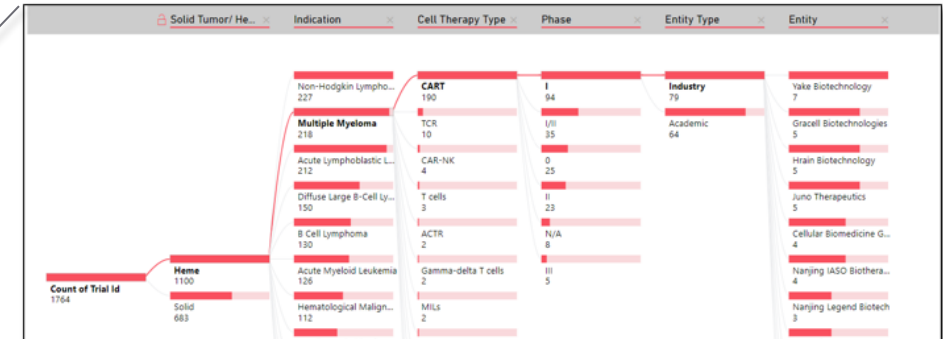 Solid Tumor/ He...
Indication
Cell Therapy Type
Phase
Entity Type
Entity
Count of Trial Id
1764
Heme
1100
Solid
683
Non-Hodgkin Lympho...
227
Multiple Myeloma
218
Acute Lymphoblastic L...
212
Diffuse Large B-Cell Ly...
150
B Cell Lymphoma
130
Acute Myeloid Leukemia
126
Hematological Malign...
112
CART
190
TCR
10
CAR-NK
4
T cells
3
ACTR
2
Gamma-delta T cells
2
MILs
2
I
94
I/II
35
0
25
II
23
N/A
8
III
5
Industry
79
Academic
64
Yake Biotechnology
7
Gracell Biotechnologies
5
Hrain Biotechnology
5
Juno Therapeutics
5
Cellular Biomedicine G...
4
Nanjing IASO Biothera...
4
Nanjing Legend Biotech
3